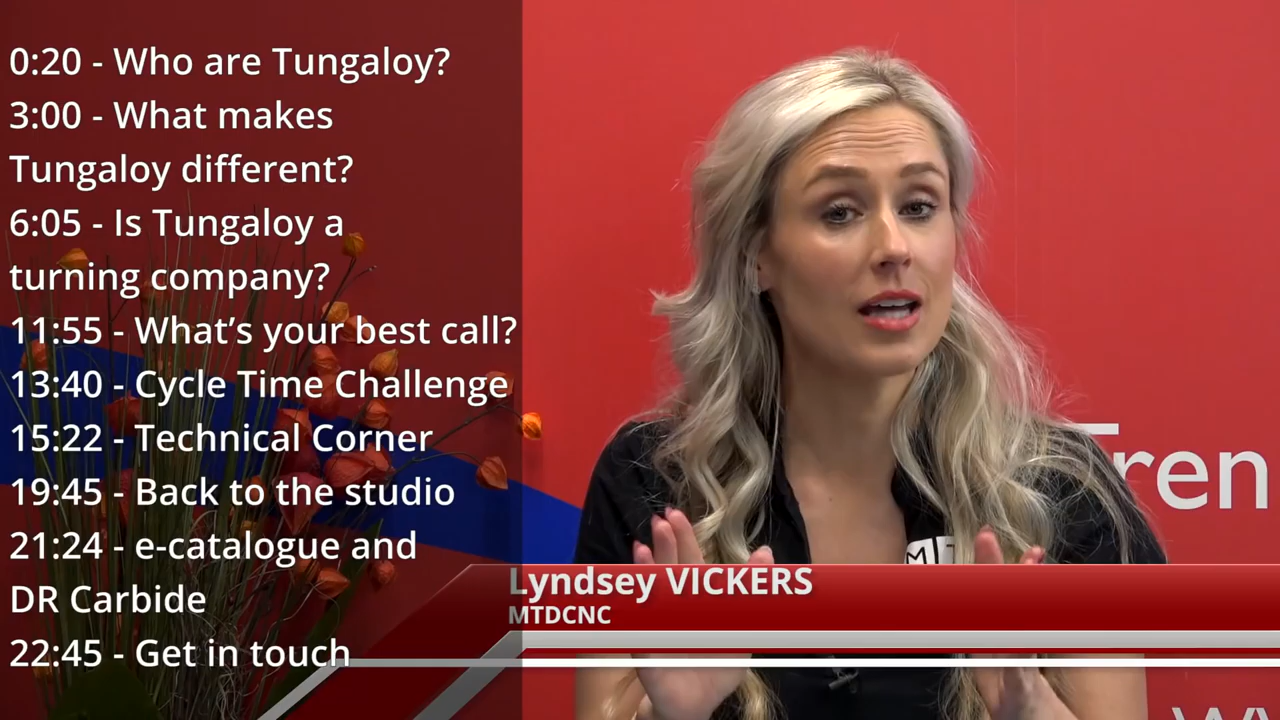 0:20 - Who are Tungaloy?
3:00 - What makes
Tungaloy different?
6:05 - Is Tungaloy a
turning company?
11:55 - What's your best call?
13:40 - Cycle Time Challenge
15:22 - Technical Corner
19:45 - Back to the studio
21:24 - e-catalogue and
DR Carbide
22:45 - Get in touch
Tren
MT
Lyndsey VICKERS
MTDCNC